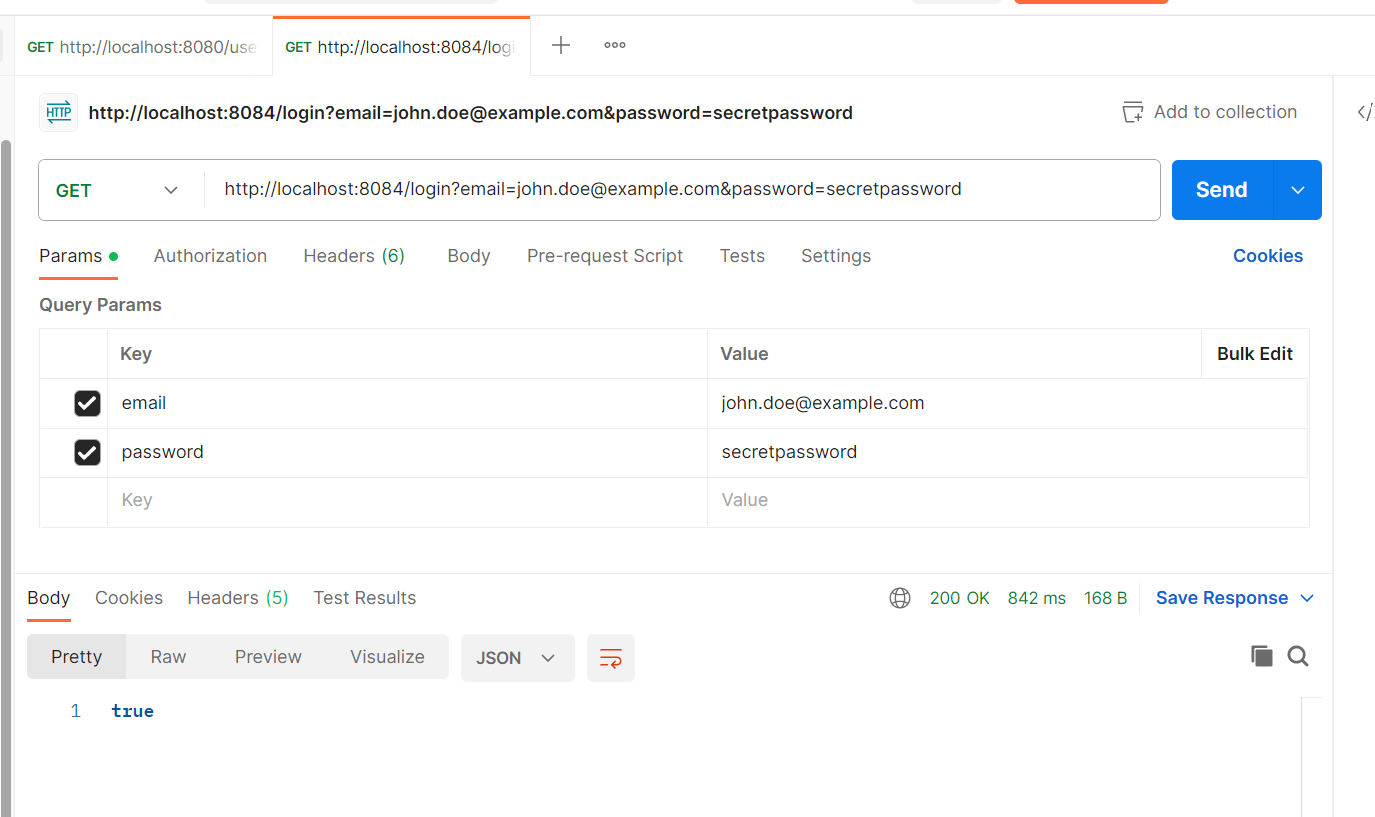 GET http://localhost:8080/use
GET http://localhost:8084/logi
HTTP http://localhost:8084/login?email=john.doe@example.com&password=secretpassword
Add to collection
</
GET http://localhost:8084/login?email=john.doe@example.com&password=secretpassword
Send
Params Authorization Headers (6) Body Pre-request Script Tests Settings Cookies
Query Params
Key Value Bulk Edit
email john.doe@example.com
password secretpassword
Key Value
Body Cookies Headers (5) Test Results 200 OK 842 ms 168 B Save Response
Pretty Raw Preview Visualize JSON
1 true